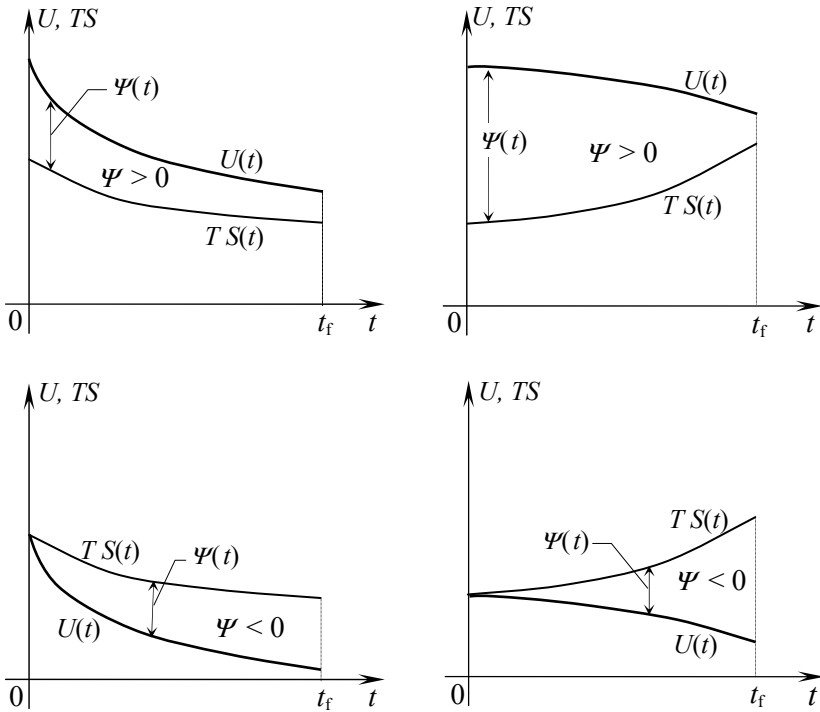 U, TS
Ψ(t)
U(t)
Ψ > 0
T S(t)
0
t_f
t
U, TS
U(t)
Ψ(t)
Ψ > 0
T S(t)
0
t_f
t
U, TS
T S(t)
Ψ(t)
U(t)
Ψ < 0
0
t_f
t
U, TS
T S(t)
Ψ(t)
Ψ < 0
U(t)
0
t_f
t